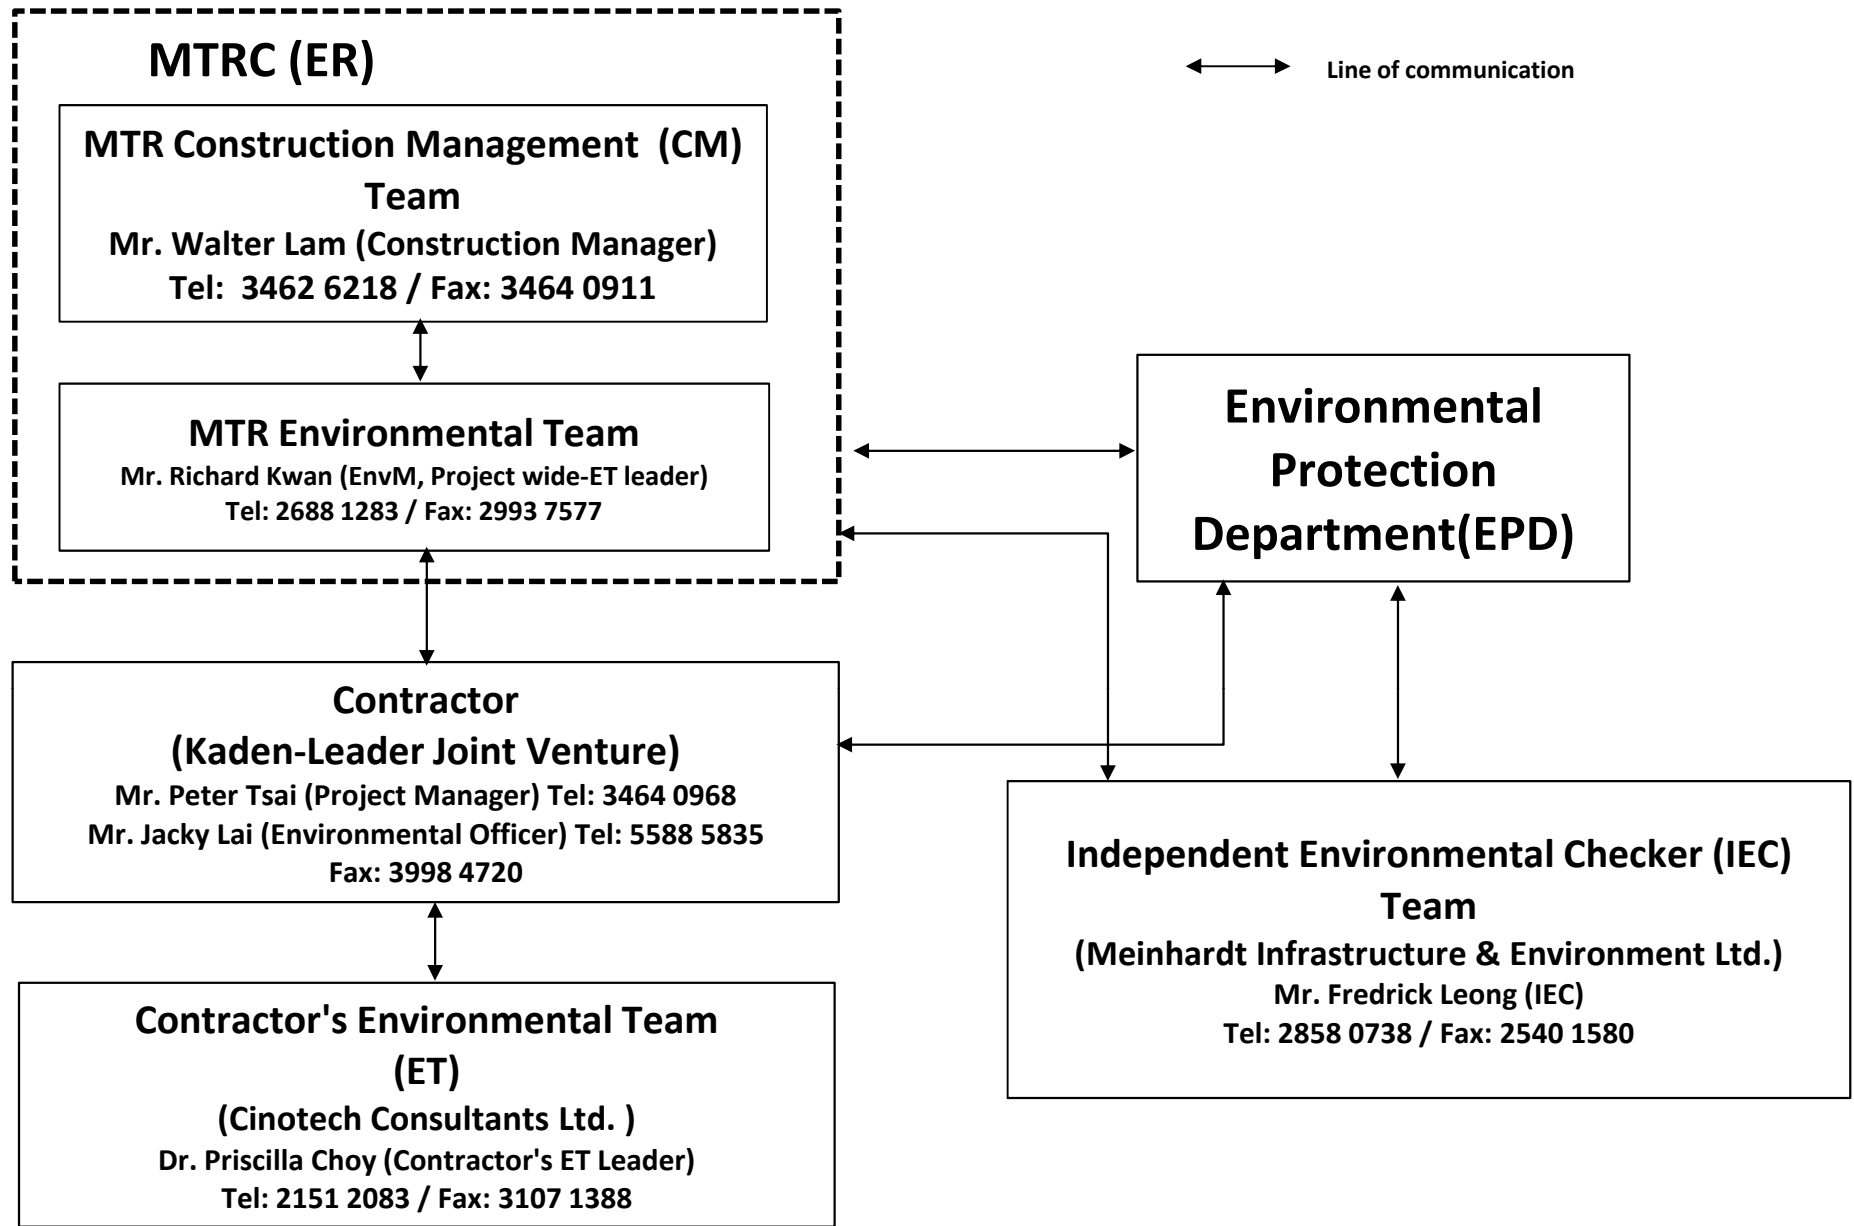 MTRC (ER)
Line of communication
MTR Construction Management (CM)
Team
Mr. Walter Lam (Construction Manager)
Tel: 3462 6218 / Fax: 3464 0911
MTR Environmental Team
Mr. Richard Kwan (EnvM, Project wide-ET leader)
Tel: 2688 1283 / Fax: 2993 7577
Environmental
Protection
Department(EPD)
Contractor
(Kaden-Leader Joint Venture)
Mr. Peter Tsai (Project Manager) Tel: 3464 0968
Mr. Jacky Lai (Environmental Officer) Tel: 5588 5835
Fax: 3998 4720
Independent Environmental Checker (IEC)
Team
(Meinhardt Infrastructure & Environment Ltd.)
Mr. Fredrick Leong (IEC)
Tel: 2858 0738 / Fax: 2540 1580
Contractor's Environmental Team
(ET)
(Cinotech Consultants Ltd. )
Dr. Priscilla Choy (Contractor's ET Leader)
Tel: 2151 2083 / Fax: 3107 1388